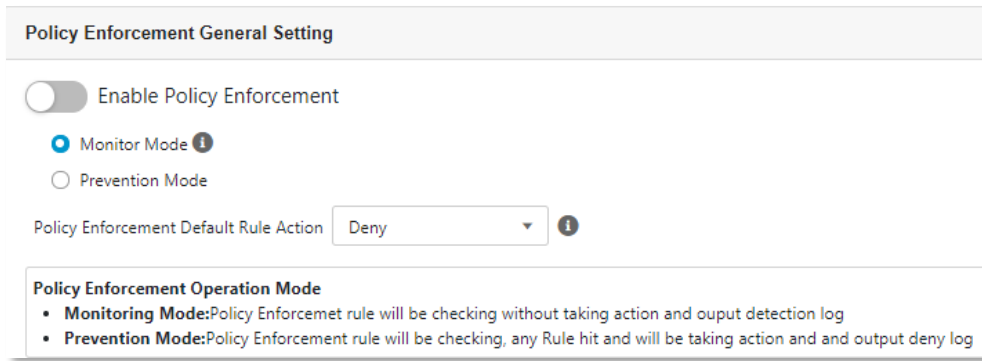 Policy Enforcement General Setting
Enable Policy Enforcement
Monitor Mode
Prevention Mode
Policy Enforcement Default Rule Action Deny
Policy Enforcement Operation Mode
• Monitoring Mode:Policy Enforcemet rule will be checking without taking action and ouput detection log
• Prevention Mode:Policy Enforcement rule will be checking, any Rule hit and will be taking action and and output deny log